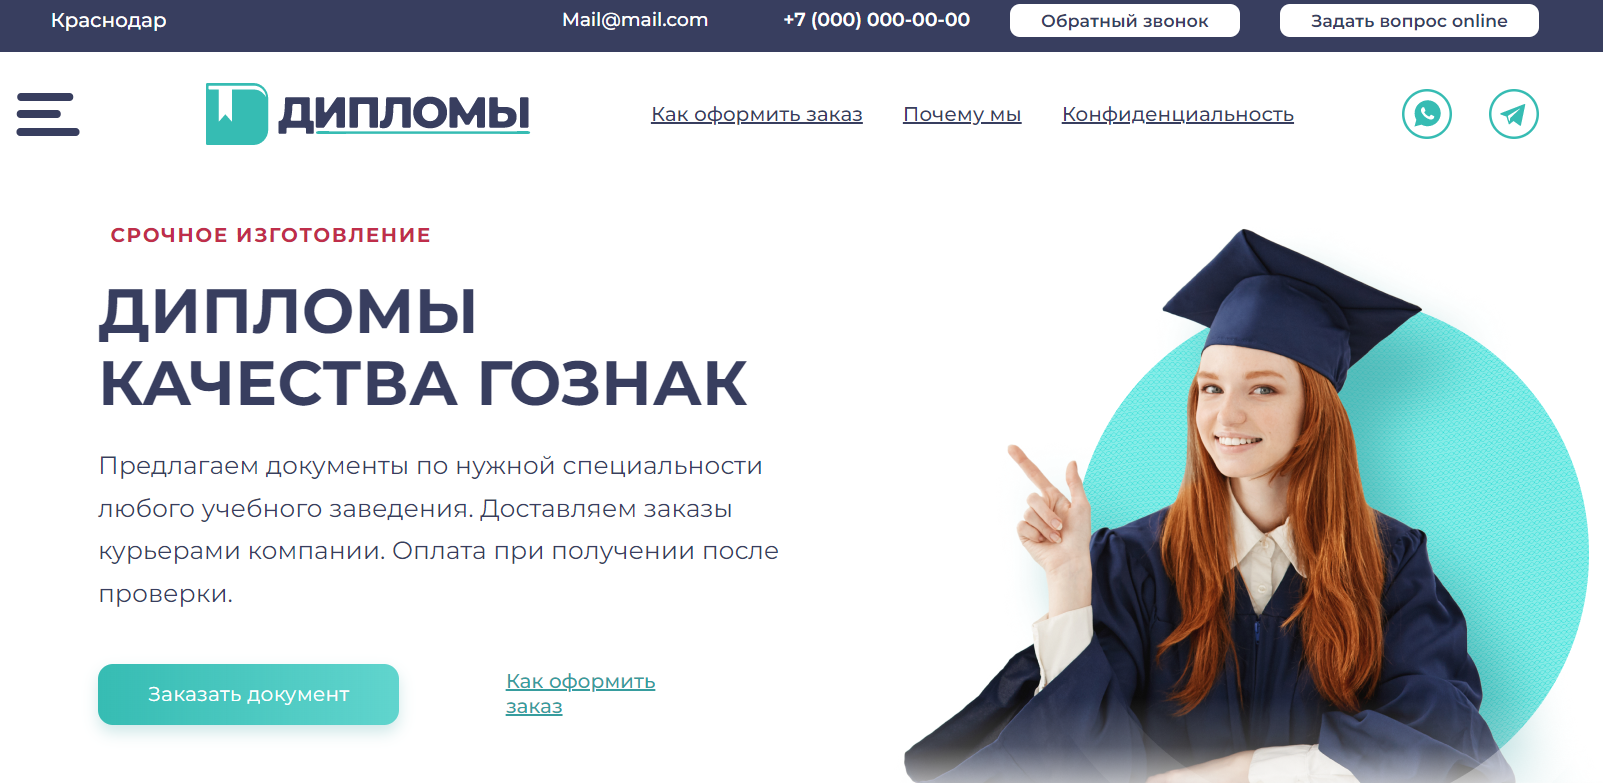 Краснодар
Mail@mail.com
+7 (000) 000-00-00
Обратный звонок
Задать вопрос online
ДИПЛОМЫ
Как оформить заказ
Почему мы
Конфиденциальность
СРОЧНОЕ ИЗГОТОВЛЕНИЕ
ДИПЛОМЫ
КАЧЕСТВА ГОЗНАК
Предлагаем документы по нужной специальности
любого учебного заведения. Доставляем заказы
курьерами компании. Оплата при получении после
проверки.
Заказать документ
Как оформить
заказ